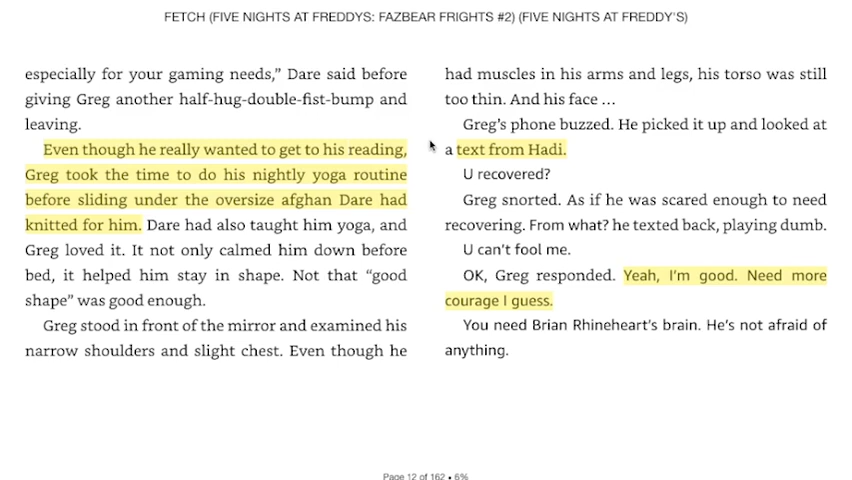 FETCH (FIVE NIGHTS AT FREDDYS: FAZBEAR FRIGHTS #2) (FIVE NIGHTS AT FREDDY'S)
especially for your gaming needs,” Dare said before
giving Greg another half-hug-double-fist-bump and
leaving.
Even though he really wanted to get to his reading,
Greg took the time to do his nightly yoga routine
before sliding under the oversize afghan Dare had
knitted for him. Dare had also taught him yoga, and
Greg loved it. It not only calmed him down before
bed, it helped him stay in shape. Not that “good
shape” was good enough.
Greg stood in front of the mirror and examined his
narrow shoulders and slight chest. Even though he
had muscles in his arms and legs, his torso was still
too thin. And his face ...
Greg’s phone buzzed. He picked it up and looked at
a text from Hadi.
U recovered?
Greg snorted. As if he was scared enough to need
recovering. From what? he texted back, playing dumb.
U can’t fool me.
OK, Greg responded. Yeah, I’m good. Need more
courage I guess.
You need Brian Rhineheart’s brain. He’s not afraid of
anything.
Page 12 of 162 • 6%